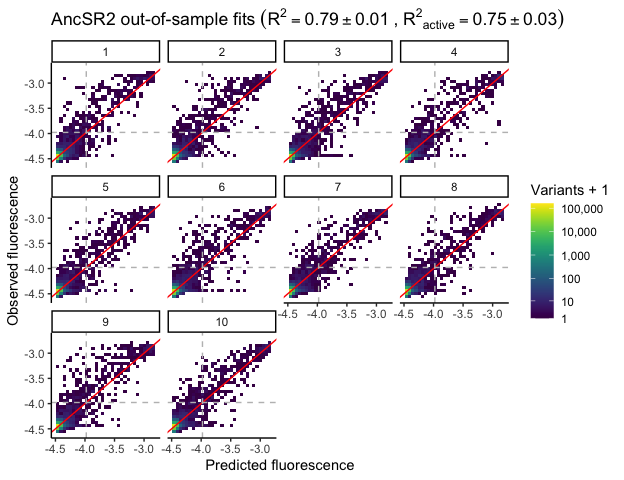 AncSR2 out-of-sample fits (R² = 0.79 ± 0.01 , R²active = 0.75 ± 0.03)
1 2 3 4
-3.0
-3.5
-4.0
-4.5
5 6 7 8
-3.0
-3.5
-4.0
-4.5
-4.5 -4.0 -3.5 -3.0 -4.5 -4.0 -3.5 -3.0
9 10
-3.0
-3.5
-4.0
-4.5
-4.5 -4.0 -3.5 -3.0 -4.5 -4.0 -3.5 -3.0
Predicted fluorescence
Observed fluorescence
Variants + 1
100,000
10,000
1,000
100
10
1